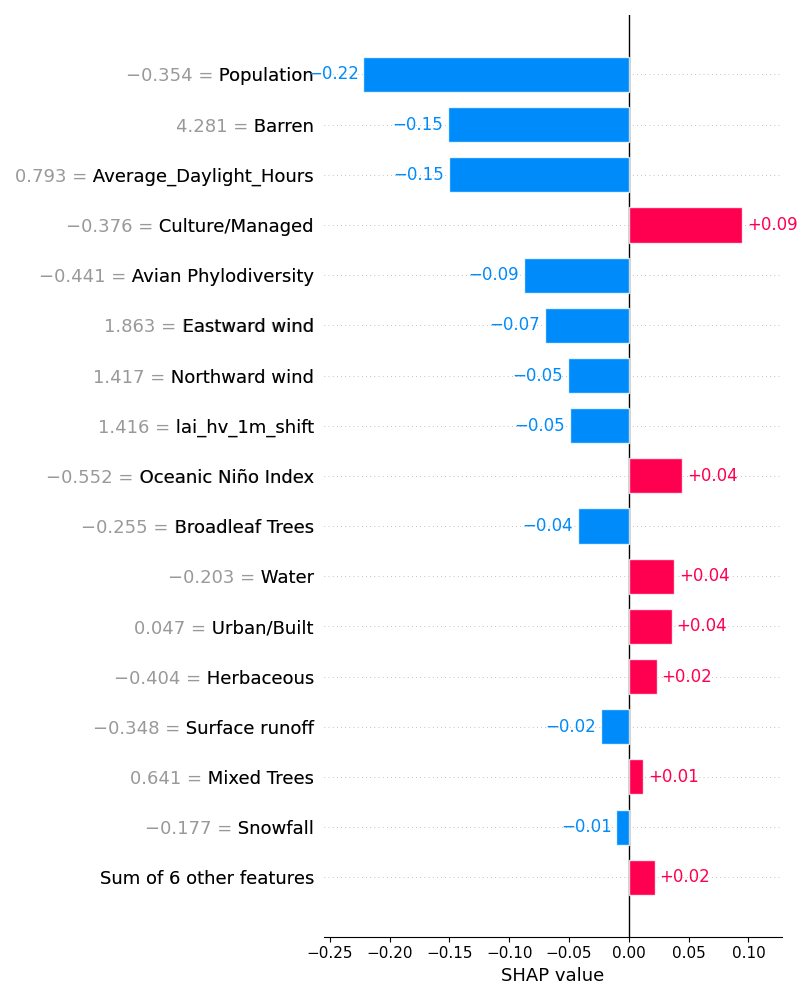 −0.354 = Population −0.22
4.281 = Barren −0.15
0.793 = Average_Daylight_Hours −0.15
−0.376 = Culture/Managed +0.09
−0.441 = Avian Phylodiversity −0.09
1.863 = Eastward wind −0.07
1.417 = Northward wind −0.05
1.416 = lai_hv_1m_shift −0.05
−0.552 = Oceanic Niño Index +0.04
−0.255 = Broadleaf Trees −0.04
−0.203 = Water +0.04
0.047 = Urban/Built +0.04
−0.404 = Herbaceous +0.02
−0.348 = Surface runoff −0.02
0.641 = Mixed Trees +0.01
−0.177 = Snowfall −0.01
Sum of 6 other features +0.02
−0.25 −0.20 −0.15 −0.10 −0.05 0.00 0.05 0.10
SHAP value